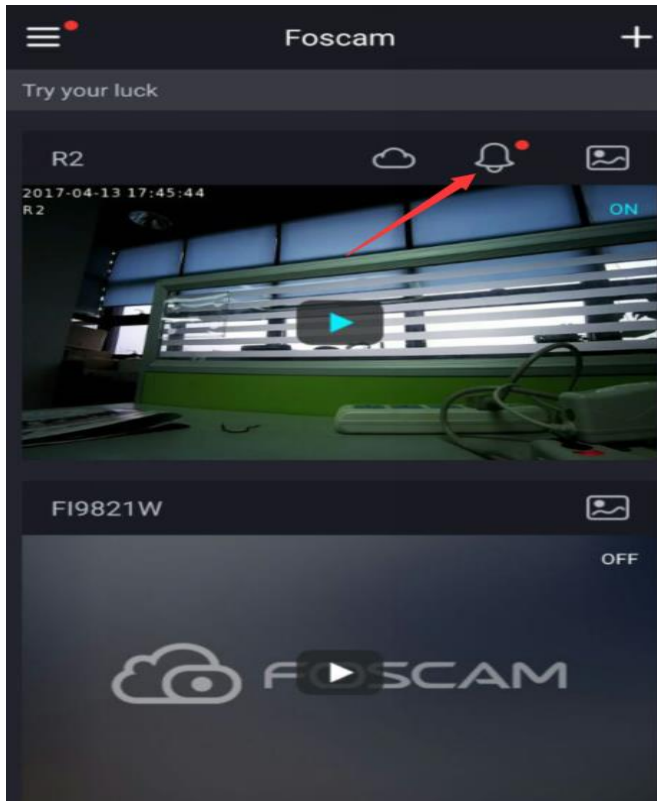 Foscam
Try your luck
R2
2017-04-13 17:45:44
R2
ON
FI9821W
OFF
FOSCAM